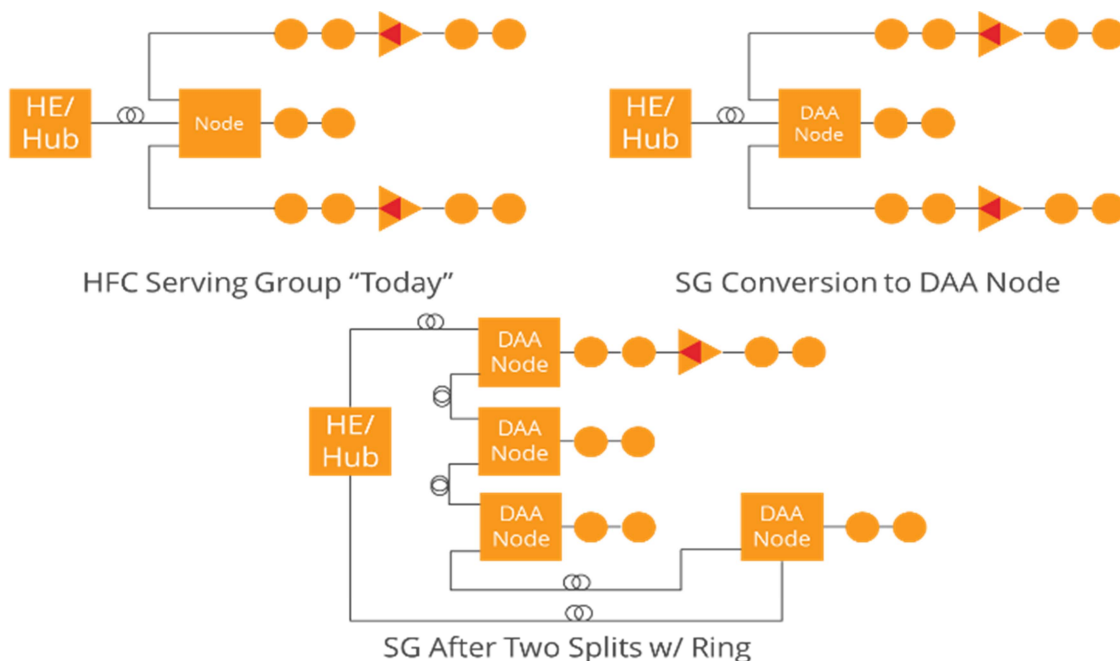 HE/
Hub
Node
HFC Serving Group “Today”
HE/
Hub
DAA
Node
SG Conversion to DAA Node
HE/
Hub
DAA
Node
DAA
Node
DAA
Node
DAA
Node
SG After Two Splits w/ Ring